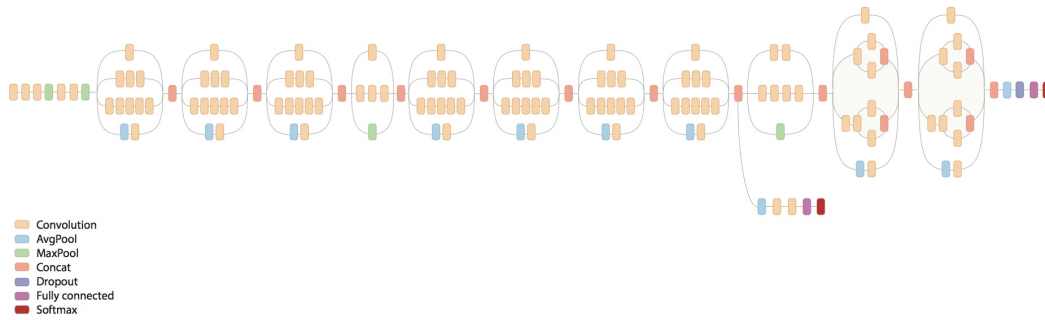 Convolution
AvgPool
MaxPool
Concat
Dropout
Fully connected
Softmax